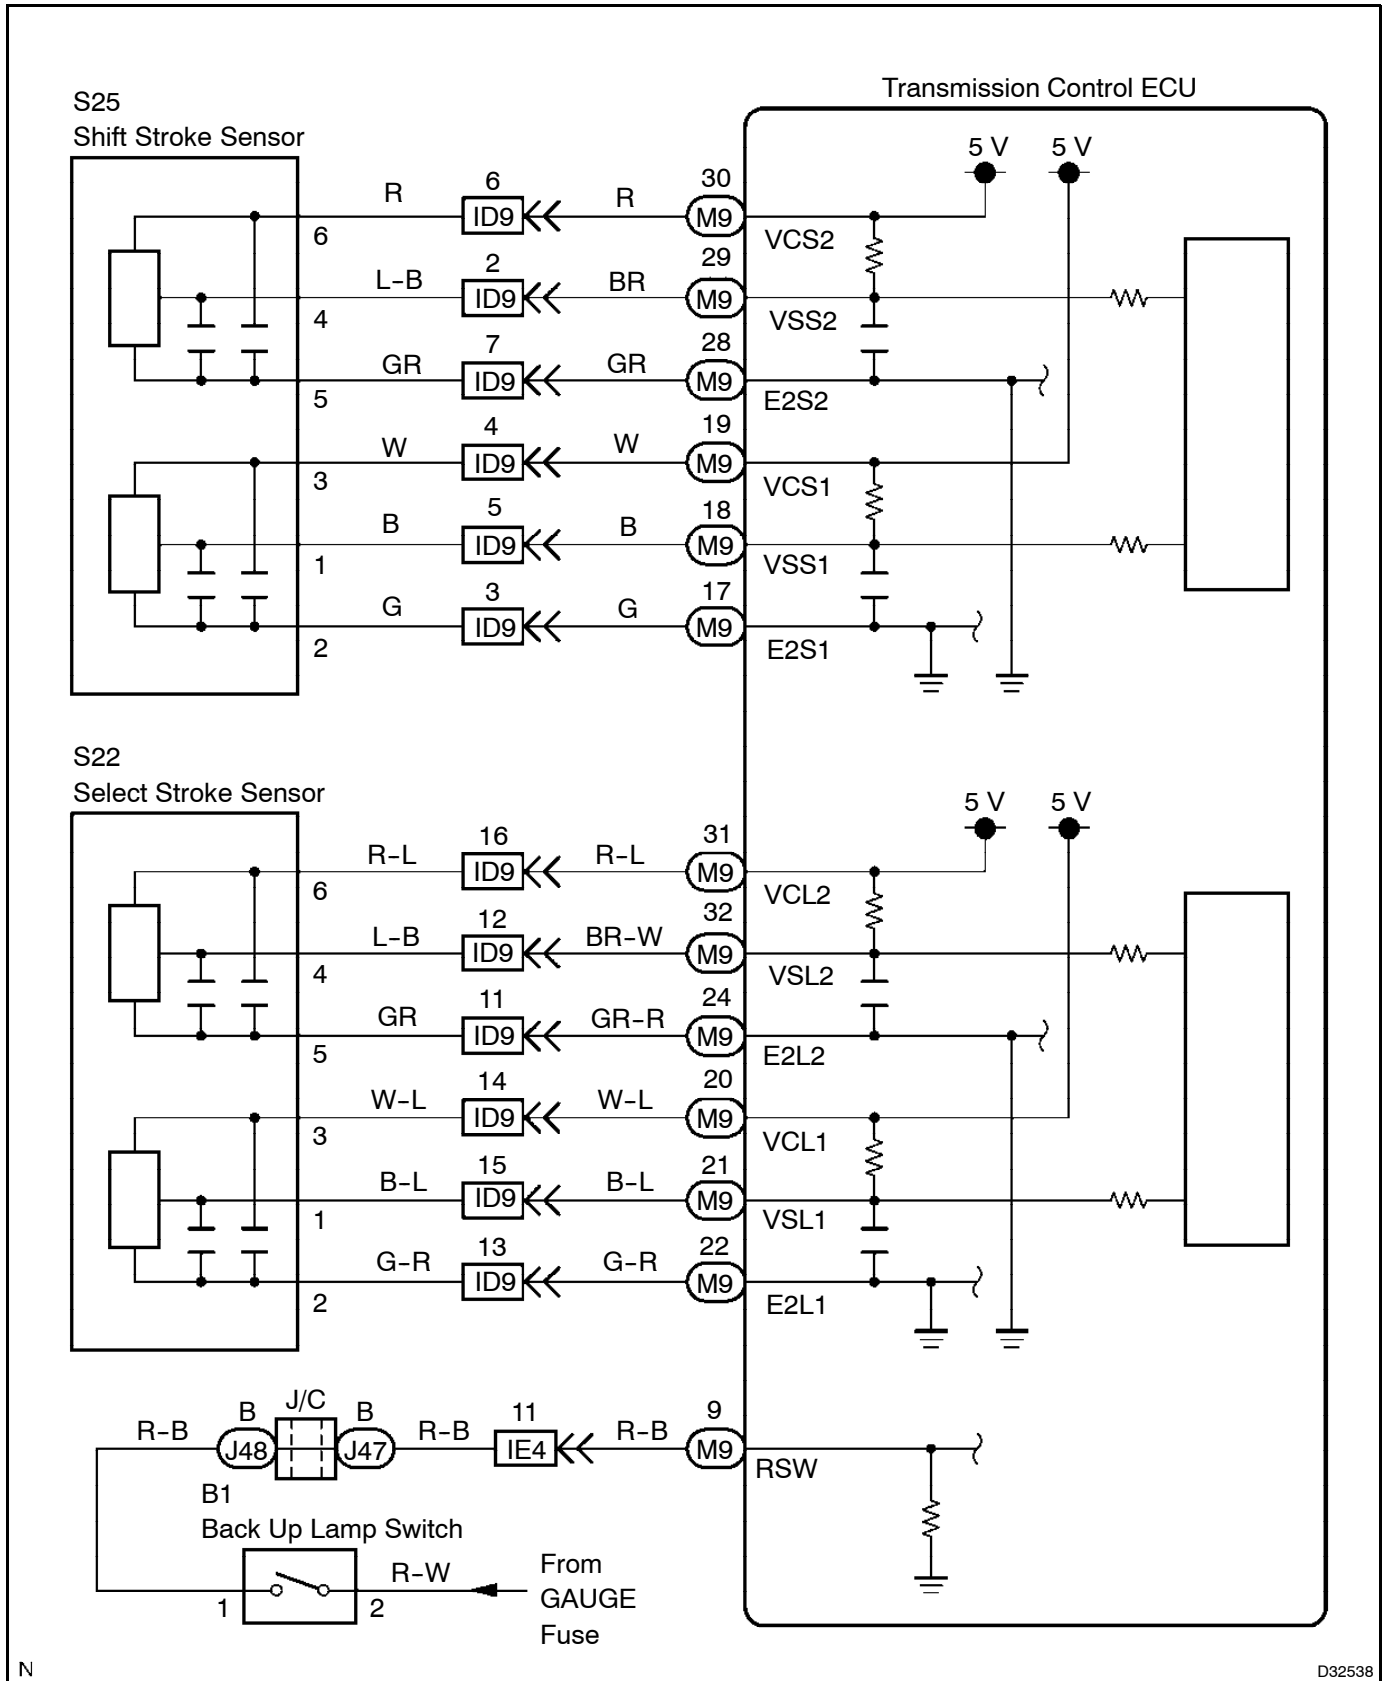 Transmission Control ECU
S25
Shift Stroke Sensor
5 V 5 V
R 6 R 30
ID9 M9
6 VCS2
L-B 2 BR 29
ID9 M9
4 VSS2
GR 7 GR 28
ID9 M9
5 E2S2
W 4 W 19
ID9 M9
3 VCS1
B 5 B 18
ID9 M9
1 VSS1
G 3 G 17
ID9 M9
2 E2S1
S22
Select Stroke Sensor
5 V 5 V
R-L 16 R-L 31
ID9 M9
6 VCL2
L-B 12 BR-W 32
ID9 M9
4 VSL2
GR 11 GR-R 24
ID9 M9
5 E2L2
W-L 14 W-L 20
ID9 M9
3 VCL1
B-L 15 B-L 21
ID9 M9
1 VSL1
G-R 13 G-R 22
ID9 M9
2 E2L1
R-B B J/C B R-B 11 R-B 9
J48 J47 IE4 M9
RSW
B1
Back Up Lamp Switch
R-W From
1 2 GAUGE
Fuse
N
D32538